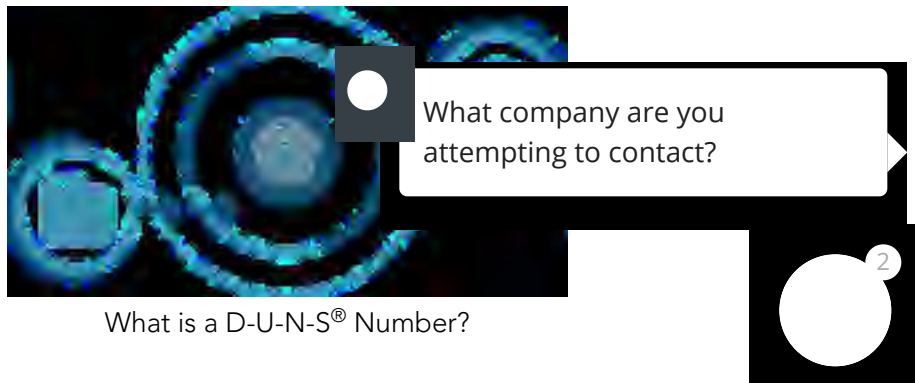 What company are you
attempting to contact?
2
What is a D-U-N-S® Number?